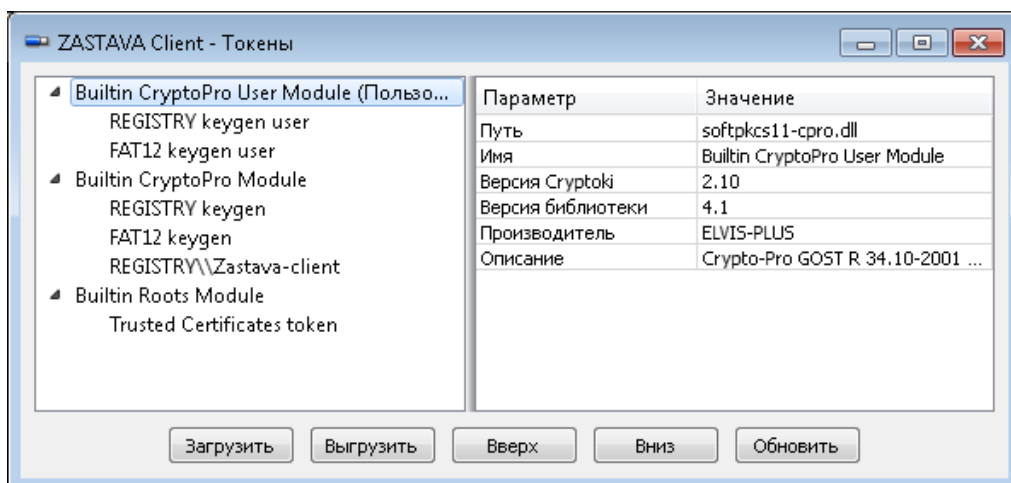 ZASTAVA Client - Токены
Builtin CryptoPro User Module (Пользо...
REGISTRY keygen user
FAT12 keygen user
Builtin CryptoPro Module
REGISTRY keygen
FAT12 keygen
REGISTRY\\Zastava-client
Builtin Roots Module
Trusted Certificates token
Параметр Значение
Путь softpkcs11-cpro.dll
Имя Builtin CryptoPro User Module
Версия Cryptoki 2.10
Версия библиотеки 4.1
Производитель ELVIS-PLUS
Описание Crypto-Pro GOST R 34.10-2001 ...
Загрузить Выгрузить Вверх Вниз Обновить